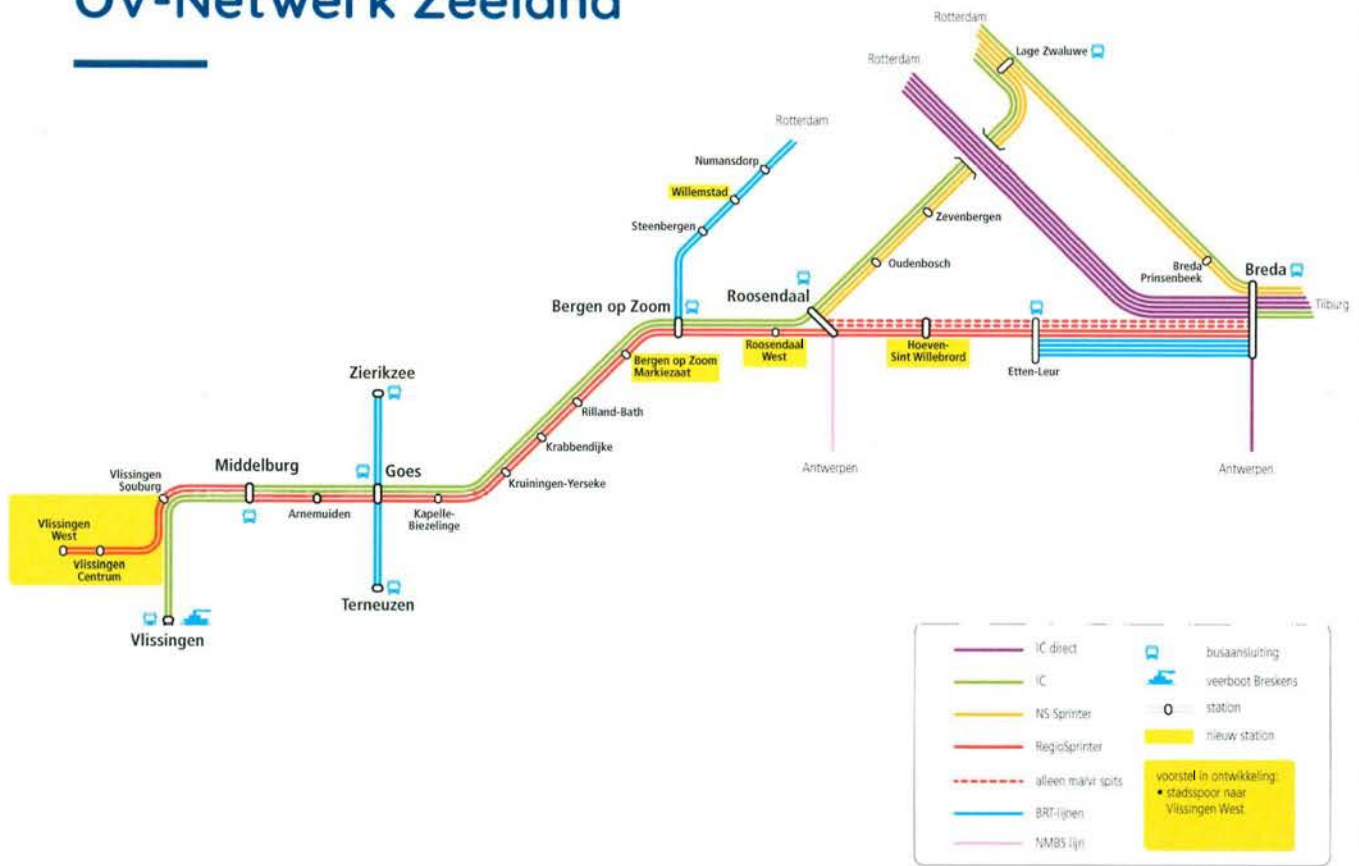 OV-Netwerk Zeeland
Rotterdam
Lage Zwaluwe
Rotterdam
Rotterdam
Numansdorp
Willemstad
Steenbergen
Zevenbergen
Oudenbosch
Breda
Prinsenbeek
Breda
Tilburg
Bergen op Zoom
Roosendaal
Roosendaal
West
Hoeven-
Sint Willebrord
Etten-Leur
Bergen op Zoom
Markiezaat
Zierikzee
Rilland-Bath
Krabbendijke
Kruiningen-Yerseke
Antwerpen
Antwerpen
Vlissingen
Souburg
Middelburg
Goes
Arnemuiden
Kapelle-
Biezelinge
Vlissingen
West
Vlissingen
Centrum
Terneuzen
Vlissingen
IC direct
IC
NS Sprinter
RegioSprinter
alleen ma/vr spits
BRT-lijnen
NMBS lijn
busaansluiting
veerboot Breskens
station
nieuw station
voorstel in ontwikkeling:
• stadsspoor naar
Vlissingen West